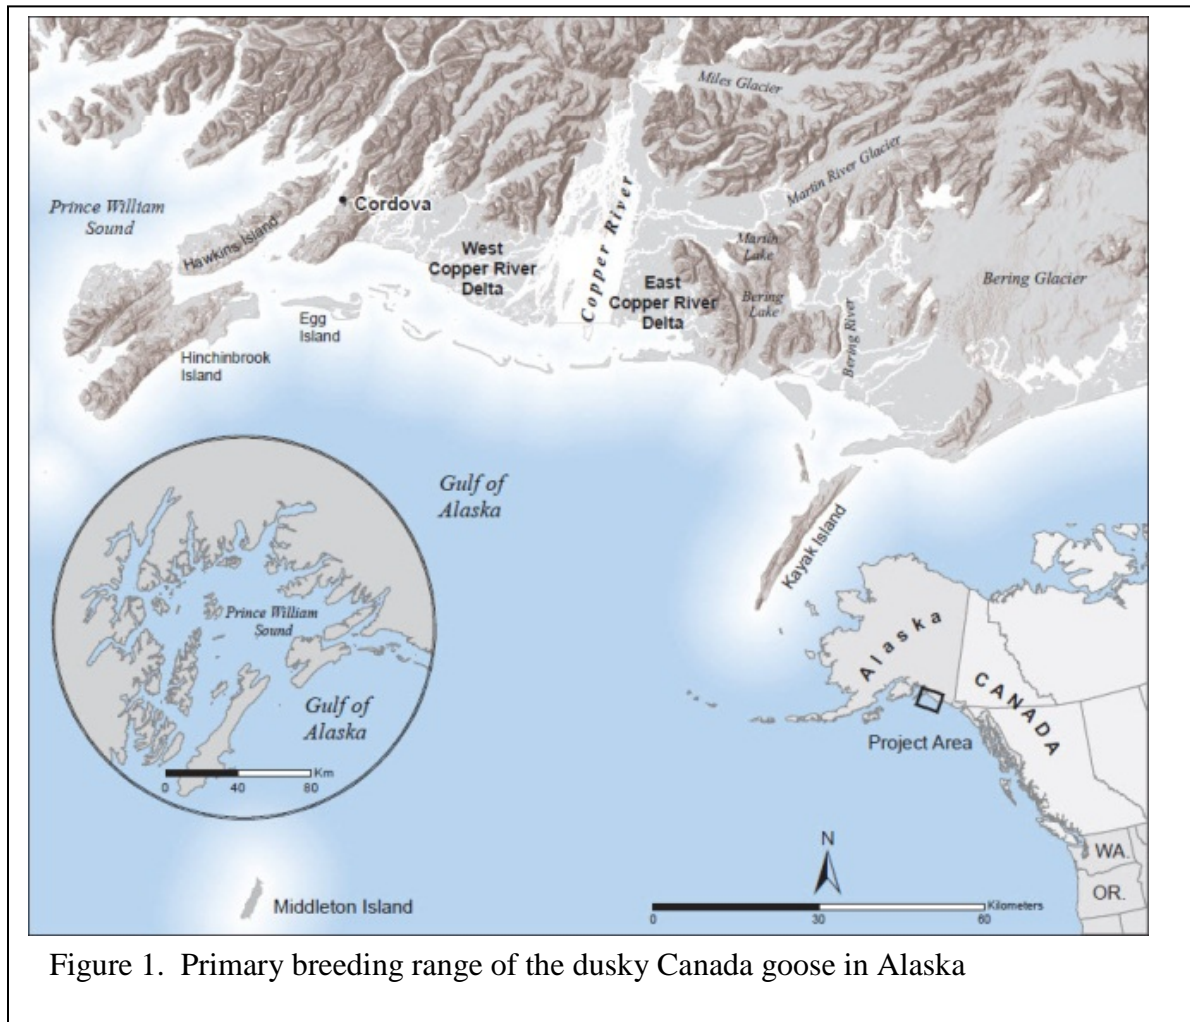 Miles Glacier
Martin River Glacier
Prince William
Sound
Cordova
Hawkins Island
Copper River
West
Copper River
Delta
Martin
Lake
East
Copper River
Delta
Bering
Lake
Bering River
Bering Glacier
Egg
Island
Hinchinbrook
Island
Gulf of
Alaska
Kayak Island
Prince William
Sound
Gulf of
Alaska
Km
0 40 80
Alaska
CANADA
Project Area
WA.
OR.
N
Kilometers
0 30 60
Middleton Island
Figure 1.  Primary breeding range of the dusky Canada goose in Alaska